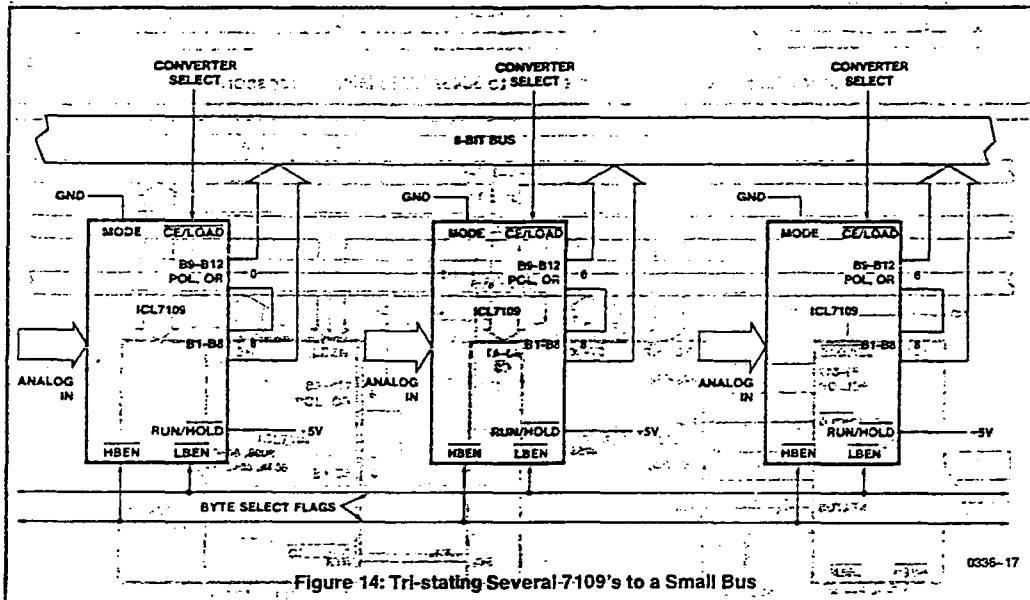 CONVERTER SELECT
CONVERTER SELECT
CONVERTER SELECT
8-BIT BUS
GND
MODE
CE/LOAD
B9-B12
POL, OR
6
ICL7109
B1-B8
8
ANALOG IN
RUN/HOLD
+5V
HBEN
LBEN
GND
MODE
CE/LOAD
B9-B12
POL, OR
6
ICL7109
B1-B8
8
ANALOG IN
RUN/HOLD
+5V
HBEN
LBEN
GND
MODE
CE/LOAD
B9-B12
POL, OR
6
ICL7109
B1-B8
8
ANALOG IN
RUN/HOLD
+5V
HBEN
LBEN
BYTE SELECT FLAGS
0336-17
Figure 14: Tri-stating Several 7109's to a Small Bus